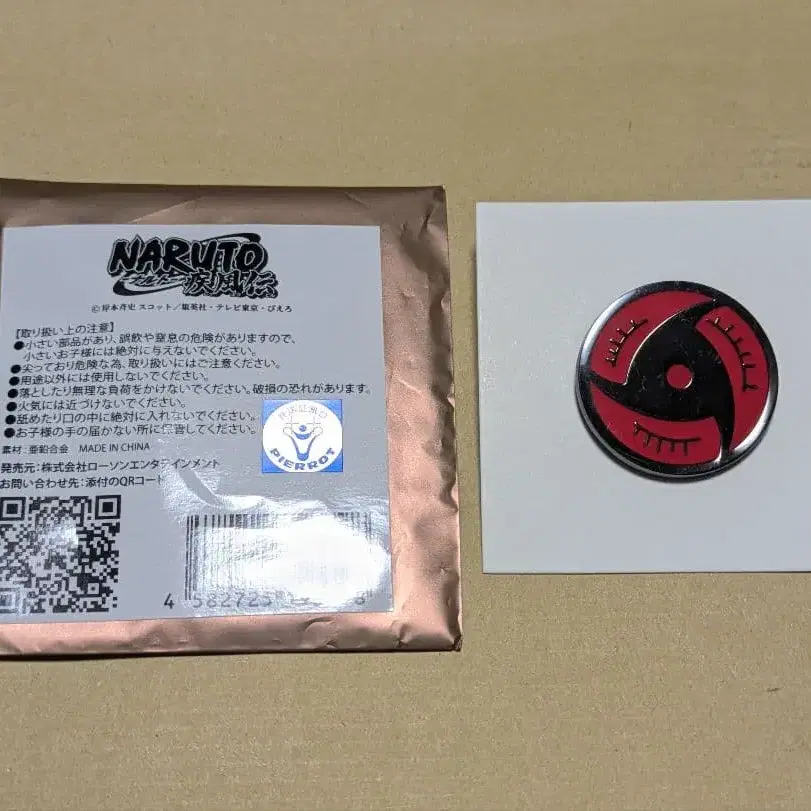 NARUTO
ナルト
疾風伝
©岸本斉史 スコット／集英社・テレビ東京・ぴえろ
【取り扱い上の注意】
●小さい部品があり、誤飲や窒息の危険がありますので、
小さいお子様には絶対に与えないでください。
●尖っており危険な為、取り扱いにはご注意ください。
●用途以外には使用しないでください。
●落としたり無理な負荷をかけないでください。破損の恐れがあります。
●火気には近づけないでください。
●舐めたり口の中に絶対に入れないでください。
●お子様の手の届かない所に保管してください。
素材：亜鉛合金 MADE IN CHINA
発売元：株式会社ローソンエンタテインメント
お問い合わせ先：添付のQRコード
PIERROT
4 582725